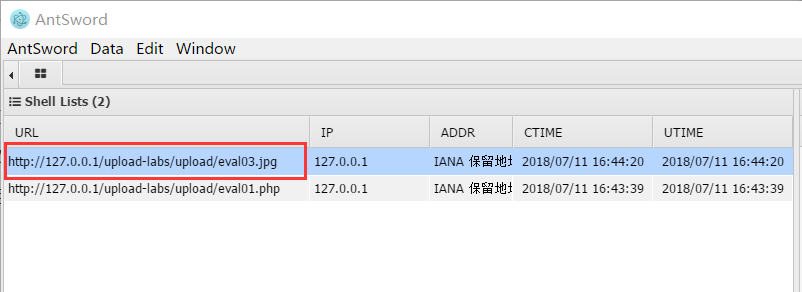 AntSword
AntSword Data Edit Window
Shell Lists (2)
URL IP ADDR CTIME UTIME
http://127.0.0.1/upload-labs/upload/eval03.jpg 127.0.0.1 IANA 保留地址 2018/07/11 16:44:20 2018/07/11 16:44:20
http://127.0.0.1/upload-labs/upload/eval01.php 127.0.0.1 IANA 保留地址 2018/07/11 16:43:39 2018/07/11 16:43:39